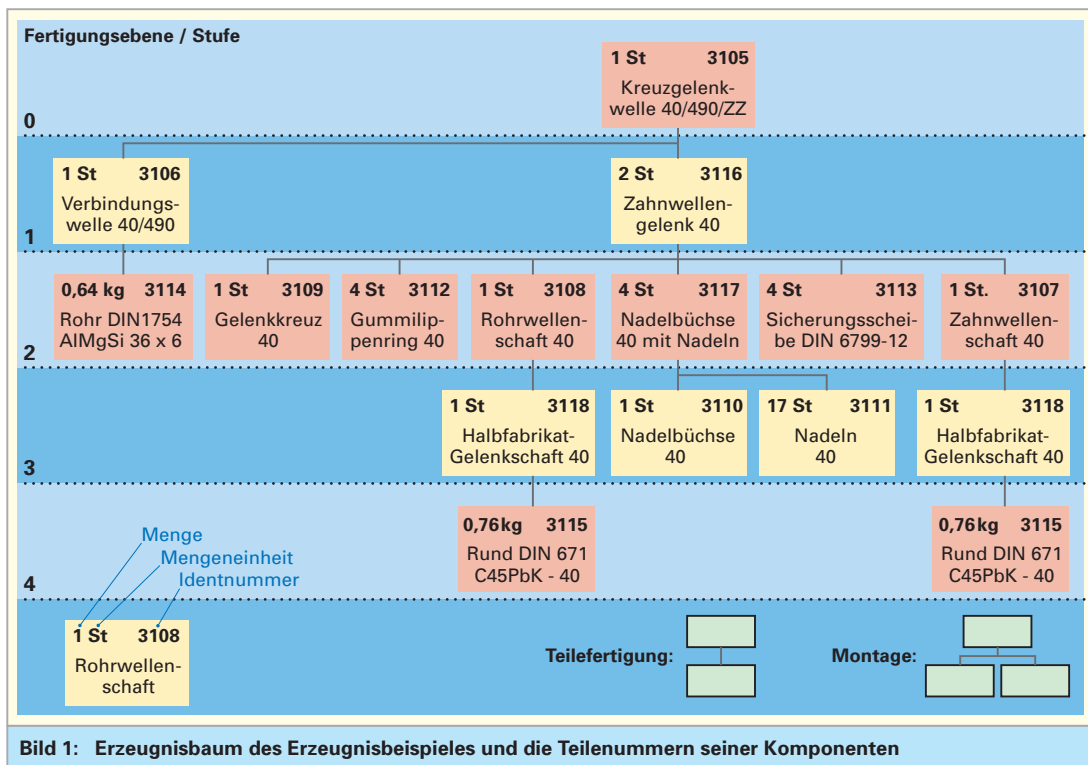 Fertigungsebene / Stufe
1 St 3105
Kreuzgelenk-
welle 40/490/ZZ
0
1 St 3106
Verbindungs-
welle 40/490
2 St 3116
Zahnwellen-
gelenk 40
1
0,64 kg 3114
Rohr DIN1754
AlMgSi 36 x 6
1 St 3109
Gelenkkreuz
40
4 St 3112
Gummilip-
penring 40
1 St 3108
Rohrwellen-
schaft 40
4 St 3117
Nadelbüchse
40 mit Nadeln
4 St 3113
Sicherungsschei-
be DIN 6799-12
1 St. 3107
Zahnwellen-
schaft 40
2
1 St 3118
Halbfabrikat-
Gelenkschaft 40
1 St 3110
Nadelbüchse
40
17 St 3111
Nadeln
40
1 St 3118
Halbfabrikat-
Gelenkschaft 40
3
0,76kg 3115
Rund DIN 671
C45PbK - 40
0,76kg 3115
Rund DIN 671
C45PbK - 40
4
Menge
Mengeneinheit
Identnummer
1 St 3108
Rohrwellen-
schaft
Teilefertigung:
Montage:
Bild 1: Erzeugnisbaum des Erzeugnisbeispieles und die Teilenummern seiner Komponenten